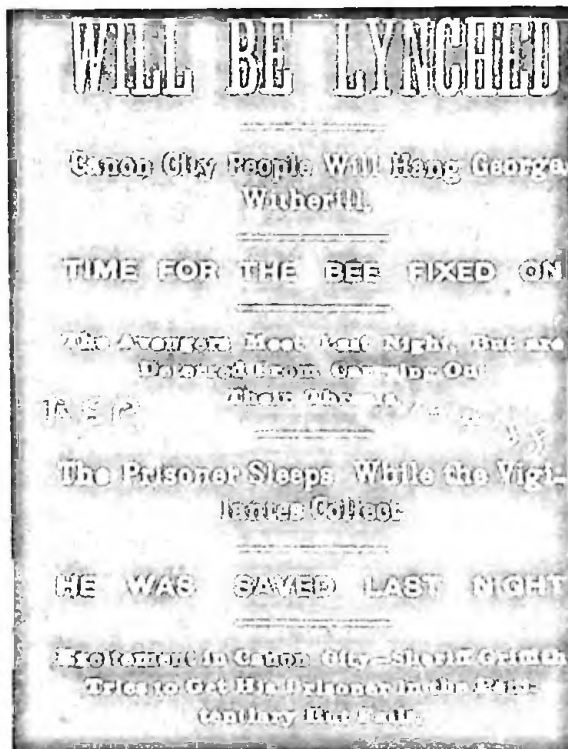 WILL BE LYNCHED
Canon City People Will Hang George
Witherill.
TIME FOR THE BEE FIXED ON
The Avengers Meet Last Night, But are
Deterred From Carrying Out
Their
The Prisoner Sleeps While the Vigi-
lantes Collect
HE WAS SAVED LAST NIGHT
Excitement in Canon City—Sheriff Griffith
Tries to Get His Prisoner in the Peni-
tentiary But Fails.